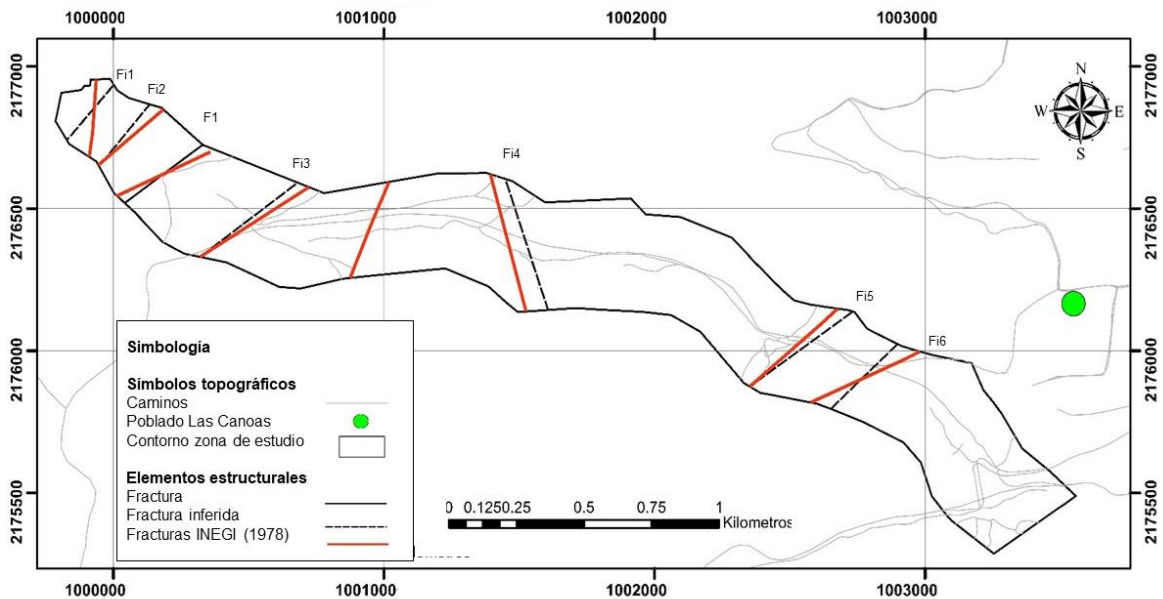 1000000 1001000 1002000 1003000
2177000 2177000
Fi1
Fi2
F1
Fi3
Fi4
N
W E
S
2176500 2176500
Fi5
Fi6
2176000 2176000
Simbología
Símbolos topográficos
Caminos
Poblado Las Canoas
Contorno zona de estudio
Elementos estructurales
Fractura
Fractura inferida
Fracturas INEGI (1978)
0 0.125 0.25 0.5 0.75 1
Kilometros
2175500 2175500
1000000 1001000 1002000 1003000